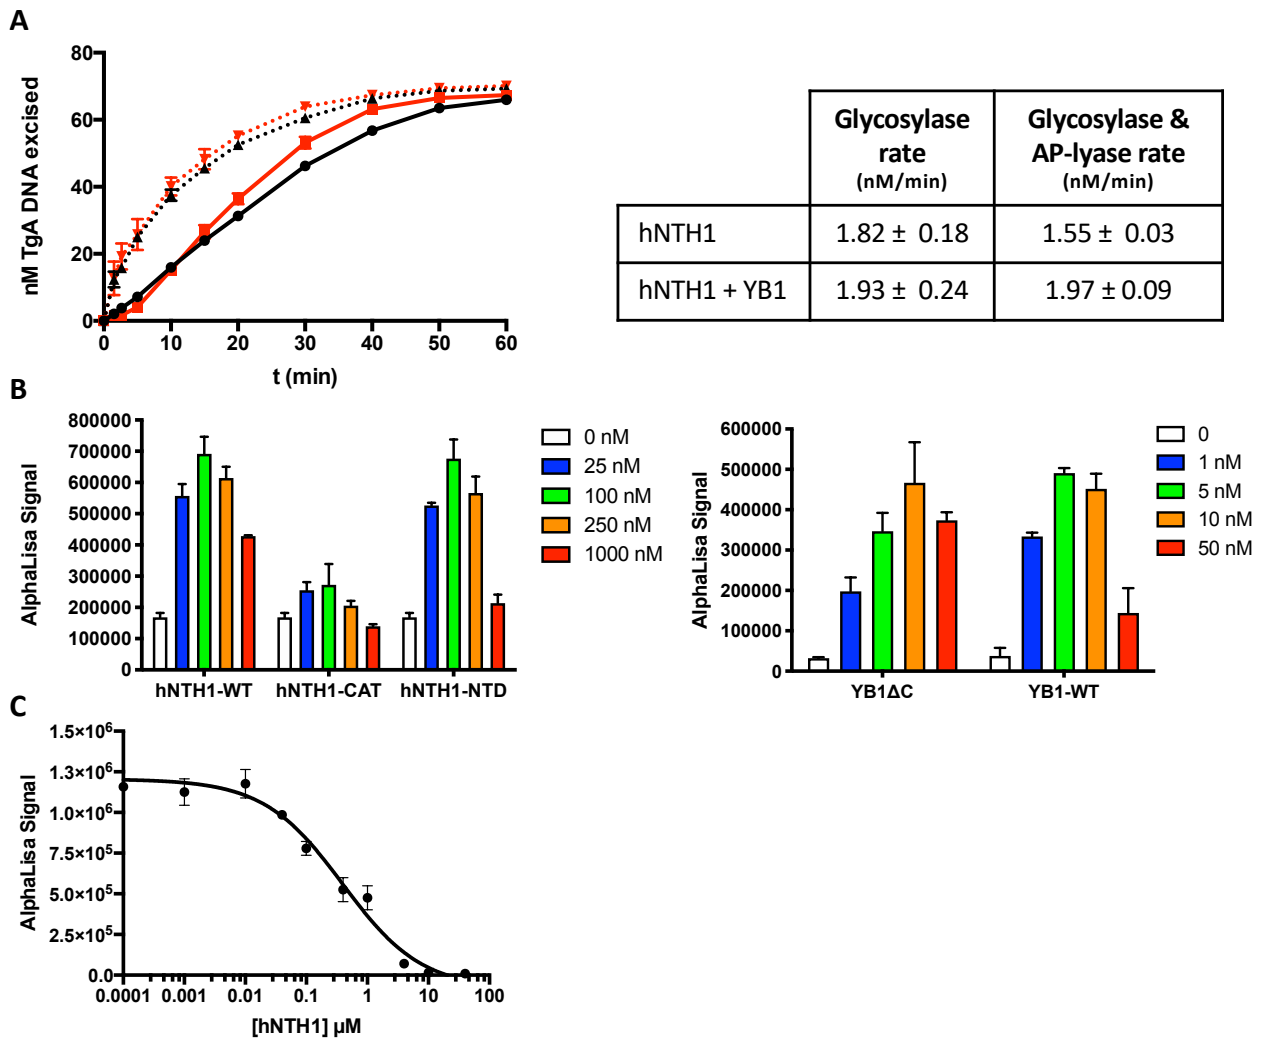 A
80
60
40
20
0
nM TgA DNA excised
0 10 20 30 40 50 60
t (min)
Glycosylase rate (nM/min)
Glycosylase & AP-lyase rate (nM/min)
hNTH1 1.82 ± 0.18 1.55 ± 0.03
hNTH1 + YB1 1.93 ± 0.24 1.97 ± 0.09
B
800000
700000
600000
500000
400000
300000
200000
100000
0
AlphaLisa Signal
hNTH1-WT hNTH1-CAT hNTH1-NTD
0 nM
25 nM
100 nM
250 nM
1000 nM
600000
500000
400000
300000
200000
100000
0
AlphaLisa Signal
YB1ΔC YB1-WT
0
1 nM
5 nM
10 nM
50 nM
C
1.5×10⁶
1.3×10⁶
1.0×10⁶
7.5×10⁵
5.0×10⁵
2.5×10⁵
0.0
AlphaLisa Signal
0.0001 0.001 0.01 0.1 1 10 100
[hNTH1] µM